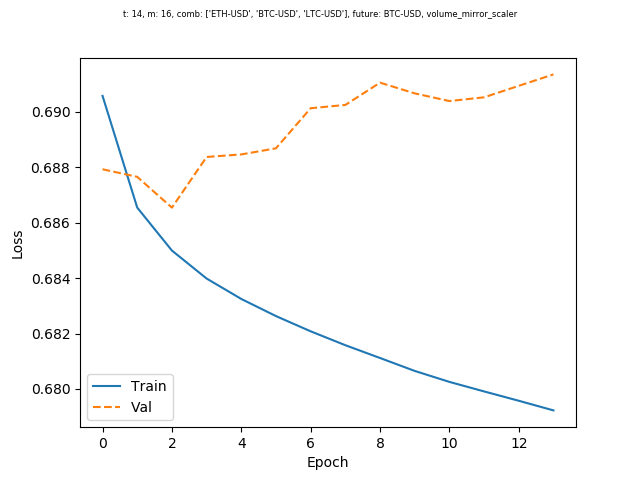 t: 14, m: 16, comb: ['ETH-USD', 'BTC-USD', 'LTC-USD'], future: BTC-USD, volume_mirror_scaler
0.690
0.688
0.686
0.684
0.682
0.680
Loss
Train
Val
0 2 4 6 8 10 12
Epoch